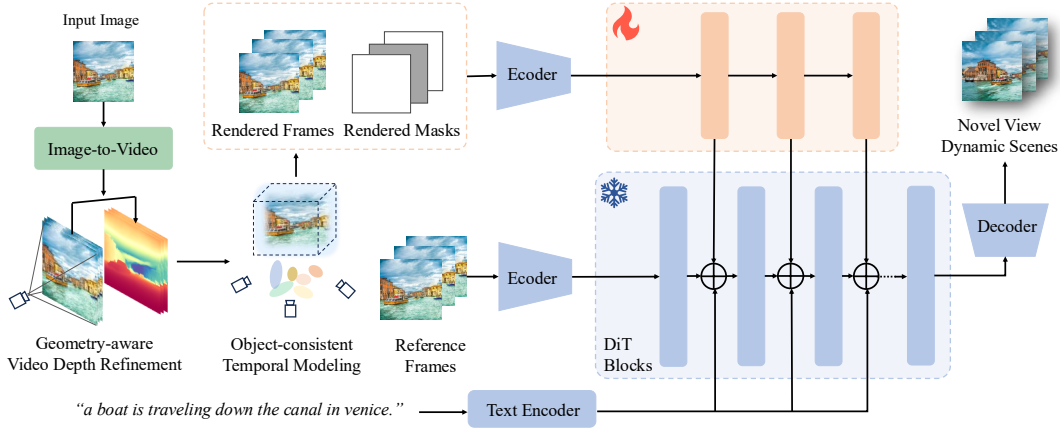 Input Image
Image-to-Video
Geometry-aware
Video Depth Refinement
Rendered Frames
Rendered Masks
Object-consistent
Temporal Modeling
Reference
Frames
Ecoder
Ecoder
DiT
Blocks
Decoder
Novel View
Dynamic Scenes
“a boat is traveling down the canal in venice.”
Text Encoder